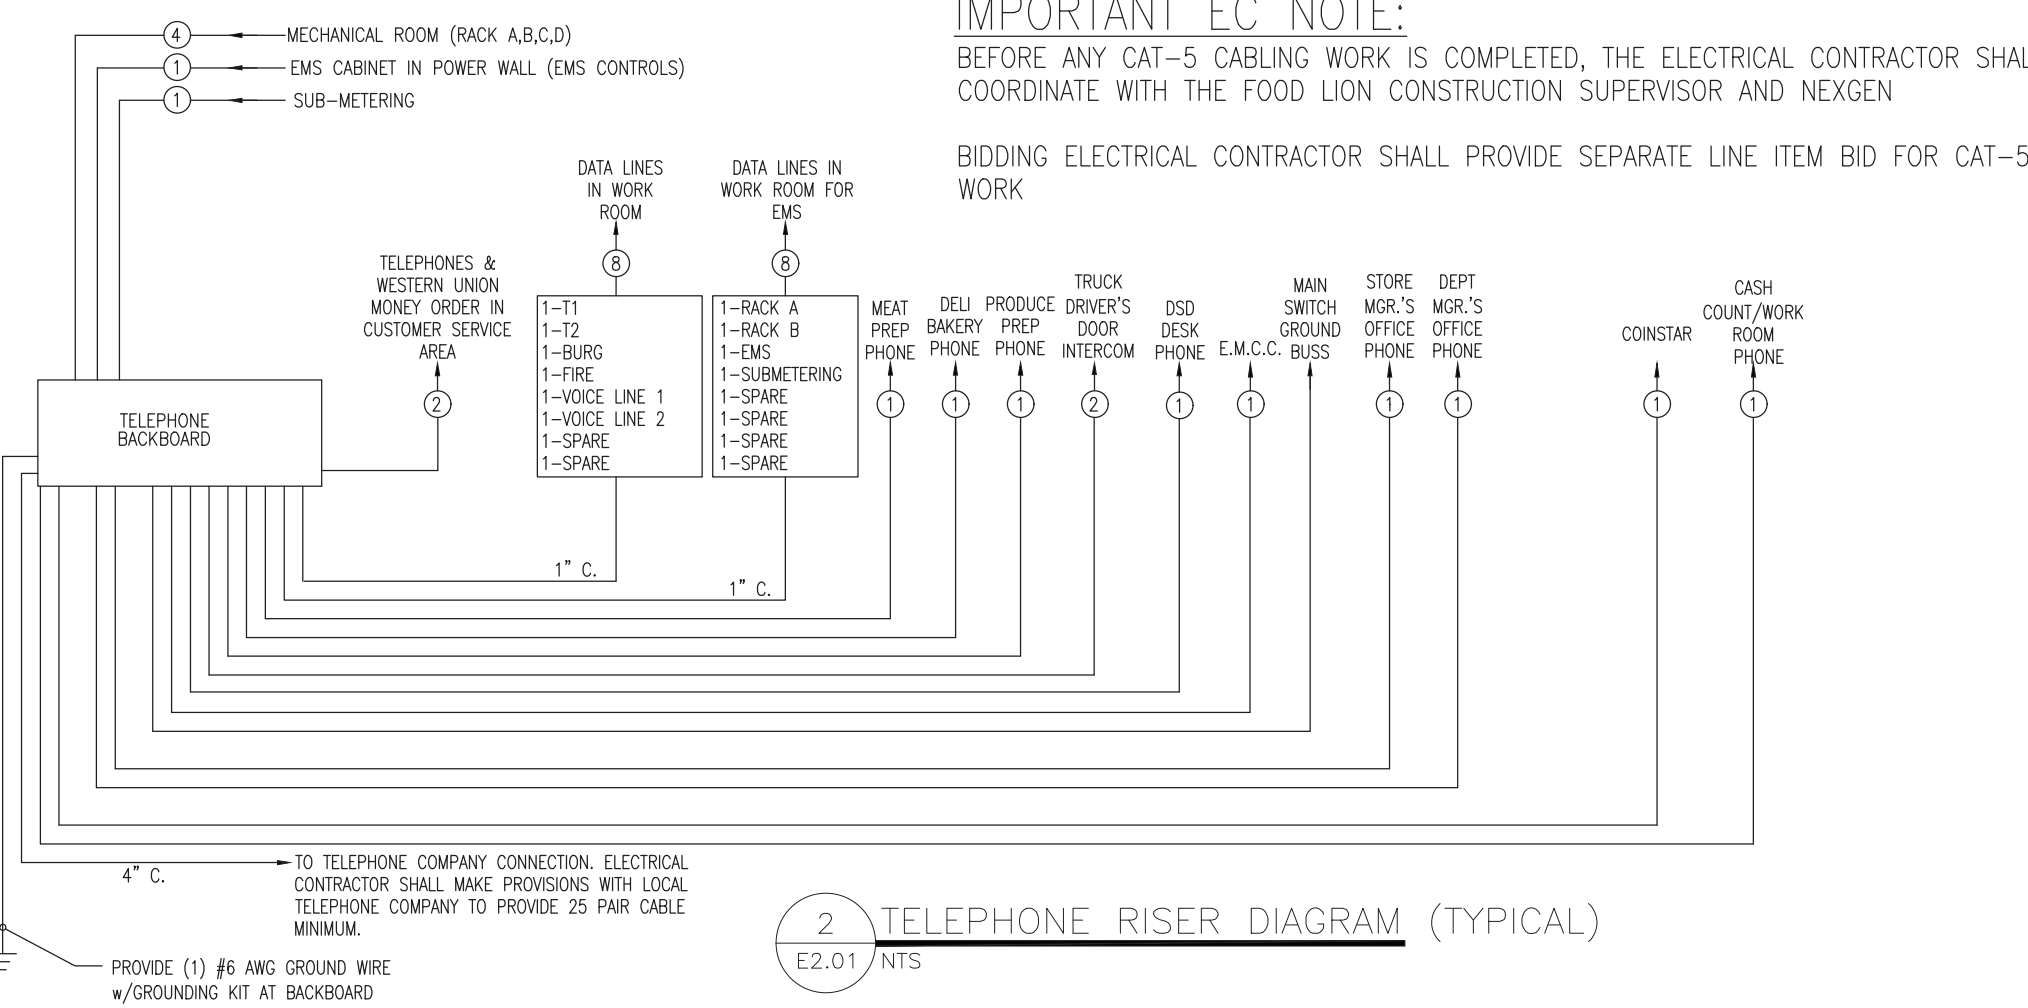 4
MECHANICAL ROOM (RACK A,B,C,D)
1
EMS CABINET IN POWER WALL (EMS CONTROLS)
1
SUB-METERING
IMPORTANT EC NOTE:
BEFORE ANY CAT-5 CABLING WORK IS COMPLETED, THE ELECTRICAL CONTRACTOR SHAL
COORDINATE WITH THE FOOD LION CONSTRUCTION SUPERVISOR AND NEXGEN
BIDDING ELECTRICAL CONTRACTOR SHALL PROVIDE SEPARATE LINE ITEM BID FOR CAT-5
WORK
TELEPHONE
BACKBOARD
TELEPHONES &
WESTERN UNION
MONEY ORDER IN
CUSTOMER SERVICE
AREA
2
DATA LINES
IN WORK
ROOM
8
1-T1
1-T2
1-BURG
1-FIRE
1-VOICE LINE 1
1-VOICE LINE 2
1-SPARE
1-SPARE
1" C.
DATA LINES IN
WORK ROOM FOR
EMS
8
1-RACK A
1-RACK B
1-EMS
1-SUBMETERING
1-SPARE
1-SPARE
1-SPARE
1-SPARE
1" C.
MEAT
PREP
PHONE
1
DELI
BAKERY
PHONE
1
PRODUCE
PREP
PHONE
1
TRUCK
DRIVER'S
DOOR
INTERCOM
2
DSD
DESK
PHONE
1
E.M.C.C.
1
MAIN
SWITCH
GROUND
BUSS
STORE
MGR.'S
OFFICE
PHONE
1
DEPT
MGR.'S
OFFICE
PHONE
1
COINSTAR
1
CASH
COUNT/WORK
ROOM
PHONE
1
4" C.
TO TELEPHONE COMPANY CONNECTION. ELECTRICAL
CONTRACTOR SHALL MAKE PROVISIONS WITH LOCAL
TELEPHONE COMPANY TO PROVIDE 25 PAIR CABLE
MINIMUM.
PROVIDE (1) #6 AWG GROUND WIRE
w/GROUNDING KIT AT BACKBOARD
2
E2.01
TELEPHONE RISER DIAGRAM (TYPICAL)
NTS